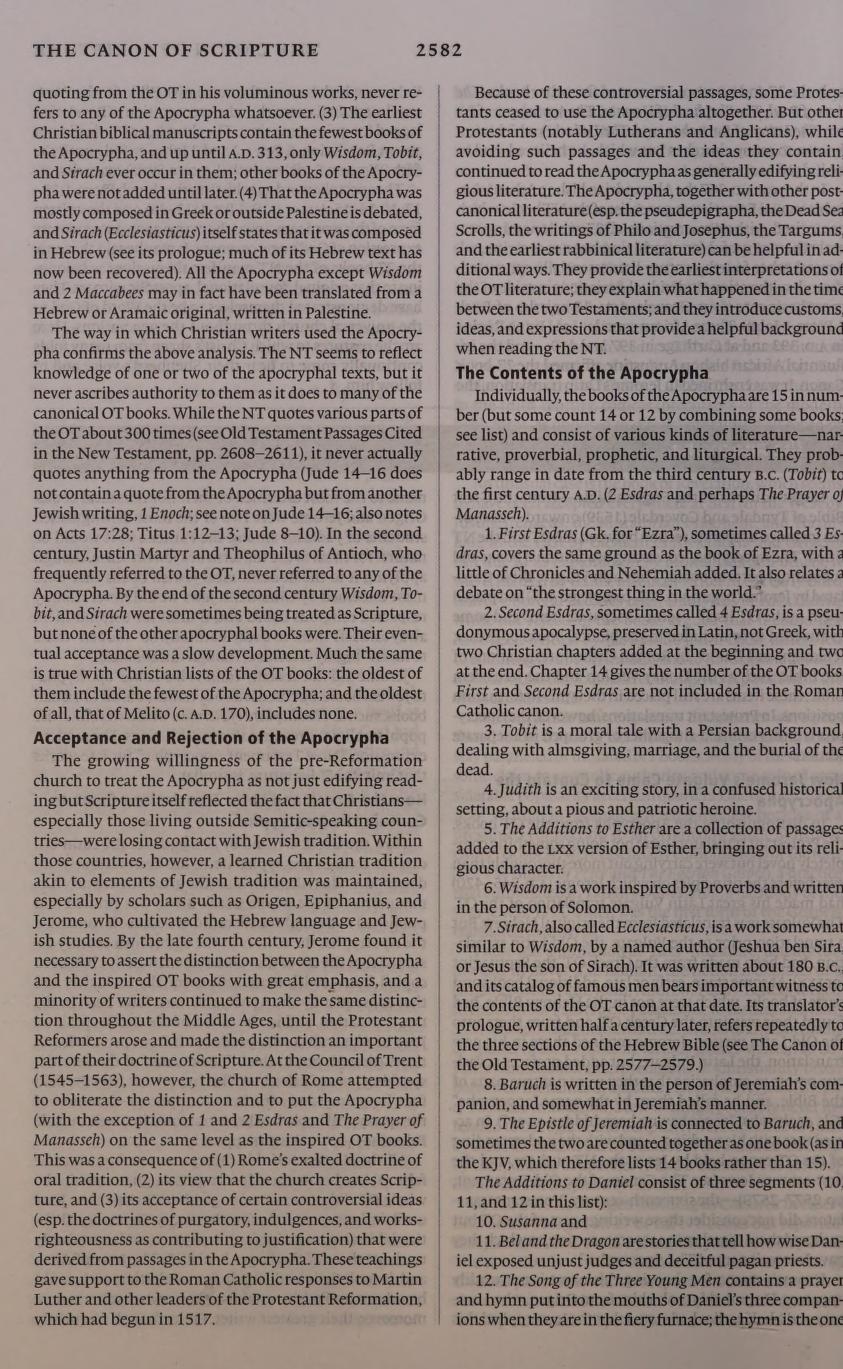 THE CANON OF SCRIPTURE 2582
quoting from the OT in his voluminous works, never re-
fers to any of the Apocrypha whatsoever. (3) The earliest
Christian biblical manuscripts contain the fewest books of
the Apocrypha, and up until A.D. 313, only Wisdom, Tobit,
and Sirach ever occur in them; other books of the Apocry-
pha were not added until later. (4) That the Apocrypha was
mostly composed in Greek or outside Palestine is debated,
and Sirach (Ecclesiasticus) itself states that it was composed
in Hebrew (see its prologue; much of its Hebrew text has
now been recovered). All the Apocrypha except Wisdom
and 2 Maccabees may in fact have been translated from a
Hebrew or Aramaic original, written in Palestine.
The way in which Christian writers used the Apocry-
pha confirms the above analysis. The NT seems to reflect
knowledge of one or two of the apocryphal texts, but it
never ascribes authority to them as it does to many of the
canonical OT books. While the NT quotes various parts of
the OT about 300 times (see Old Testament Passages Cited
in the New Testament, pp. 2608–2611), it never actually
quotes anything from the Apocrypha (Jude 14–16 does
not contain a quote from the Apocrypha but from another
Jewish writing, 1 Enoch; see note on Jude 14–16; also notes
on Acts 17:28; Titus 1:12–13; Jude 8–10). In the second
century, Justin Martyr and Theophilus of Antioch, who
frequently referred to the OT, never referred to any of the
Apocrypha. By the end of the second century Wisdom, To-
bit, and Sirach were sometimes being treated as Scripture,
but none of the other apocryphal books were. Their even-
tual acceptance was a slow development. Much the same
is true with Christian lists of the OT books: the oldest of
them include the fewest of the Apocrypha; and the oldest
of all, that of Melito (c. A.D. 170), includes none.
Acceptance and Rejection of the Apocrypha
The growing willingness of the pre-Reformation
church to treat the Apocrypha as not just edifying read-
ing but Scripture itself reflected the fact that Christians—
especially those living outside Semitic-speaking coun-
tries—were losing contact with Jewish tradition. Within
those countries, however, a learned Christian tradition
akin to elements of Jewish tradition was maintained,
especially by scholars such as Origen, Epiphanius, and
Jerome, who cultivated the Hebrew language and Jew-
ish studies. By the late fourth century, Jerome found it
necessary to assert the distinction between the Apocrypha
and the inspired OT books with great emphasis, and a
minority of writers continued to make the same distinc-
tion throughout the Middle Ages, until the Protestant
Reformers arose and made the distinction an important
part of their doctrine of Scripture. At the Council of Trent
(1545–1563), however, the church of Rome attempted
to obliterate the distinction and to put the Apocrypha
(with the exception of 1 and 2 Esdras and The Prayer of
Manasseh) on the same level as the inspired OT books.
This was a consequence of (1) Rome's exalted doctrine of
oral tradition, (2) its view that the church creates Scrip-
ture, and (3) its acceptance of certain controversial ideas
(esp. the doctrines of purgatory, indulgences, and works-
righteousness as contributing to justification) that were
derived from passages in the Apocrypha. These teachings
gave support to the Roman Catholic responses to Martin
Luther and other leaders of the Protestant Reformation,
which had begun in 1517.
Because of these controversial passages, some Protes-
tants ceased to use the Apocrypha altogether. But other
Protestants (notably Lutherans and Anglicans), while
avoiding such passages and the ideas they contain
continued to read the Apocrypha as generally edifying reli-
gious literature. The Apocrypha, together with other post-
canonical literature (esp. the pseudepigrapha, the Dead Sea
Scrolls, the writings of Philo and Josephus, the Targums,
and the earliest rabbinical literature) can be helpful in ad-
ditional ways. They provide the earliest interpretations of
the OT literature; they explain what happened in the time
between the two Testaments; and they introduce customs,
ideas, and expressions that provide a helpful background
when reading the NT.
The Contents of the Apocrypha
Individually, the books of the Apocrypha are 15 in num-
ber (but some count 14 or 12 by combining some books;
see list) and consist of various kinds of literature—nar-
rative, proverbial, prophetic, and liturgical. They prob-
ably range in date from the third century B.C. (Tobit) to
the first century A.D. (2 Esdras and perhaps The Prayer of
Manasseh).
1. First Esdras (Gk. for "Ezra"), sometimes called 3 Es-
dras, covers the same ground as the book of Ezra, with a
little of Chronicles and Nehemiah added. It also relates a
debate on "the strongest thing in the world."
2. Second Esdras, sometimes called 4 Esdras, is a pseu-
donymous apocalypse, preserved in Latin, not Greek, with
two Christian chapters added at the beginning and two
at the end. Chapter 14 gives the number of the OT books
First and Second Esdras are not included in the Roman
Catholic canon.
3. Tobit is a moral tale with a Persian background,
dealing with almsgiving, marriage, and the burial of the
dead.
4. Judith is an exciting story, in a confused historical
setting, about a pious and patriotic heroine.
5. The Additions to Esther are a collection of passages
added to the LXX version of Esther, bringing out its reli-
gious character.
6. Wisdom is a work inspired by Proverbs and written
in the person of Solomon.
7. Sirach, also called Ecclesiasticus, is a work somewhat
similar to Wisdom, by a named author (Jeshua ben Sira,
or Jesus the son of Sirach). It was written about 180 B.C.,
and its catalog of famous men bears important witness to
the contents of the OT canon at that date. Its translator's
prologue, written half a century later, refers repeatedly to
the three sections of the Hebrew Bible (see The Canon of
the Old Testament, pp. 2577–2579.)
8. Baruch is written in the person of Jeremiah's com-
panion, and somewhat in Jeremiah's manner.
9. The Epistle of Jeremiah is connected to Baruch, and
sometimes the two are counted together as one book (as in
the KJV, which therefore lists 14 books rather than 15).
The Additions to Daniel consist of three segments (10,
11, and 12 in this list):
10. Susanna and
11. Bel and the Dragon are stories that tell how wise Dan-
iel exposed unjust judges and deceitful pagan priests.
12. The Song of the Three Young Men contains a prayer
and hymn put into the mouths of Daniel's three compan-
ions when they are in the fiery furnace; the hymn is the one